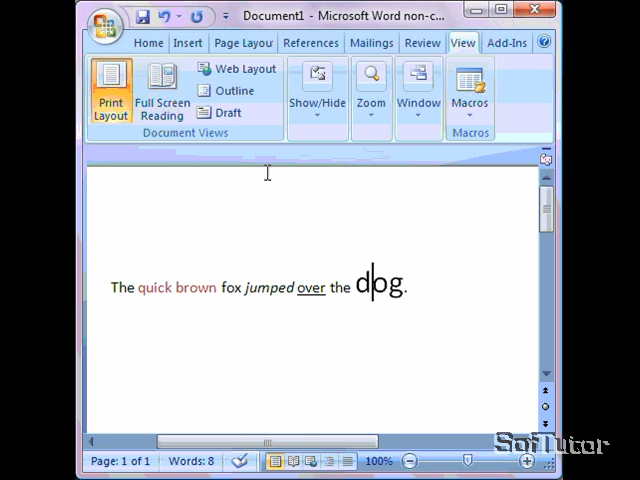 Document1 - Microsoft Word non-c...
Home Insert Page Layou References Mailings Review View Add-Ins
Print Layout
Full Screen Reading
Web Layout
Outline
Draft
Show/Hide
Zoom
Window
Macros
Document Views
Macros
The quick brown fox jumped over the dog.
SofTutor
Page: 1 of 1 Words: 8 100%